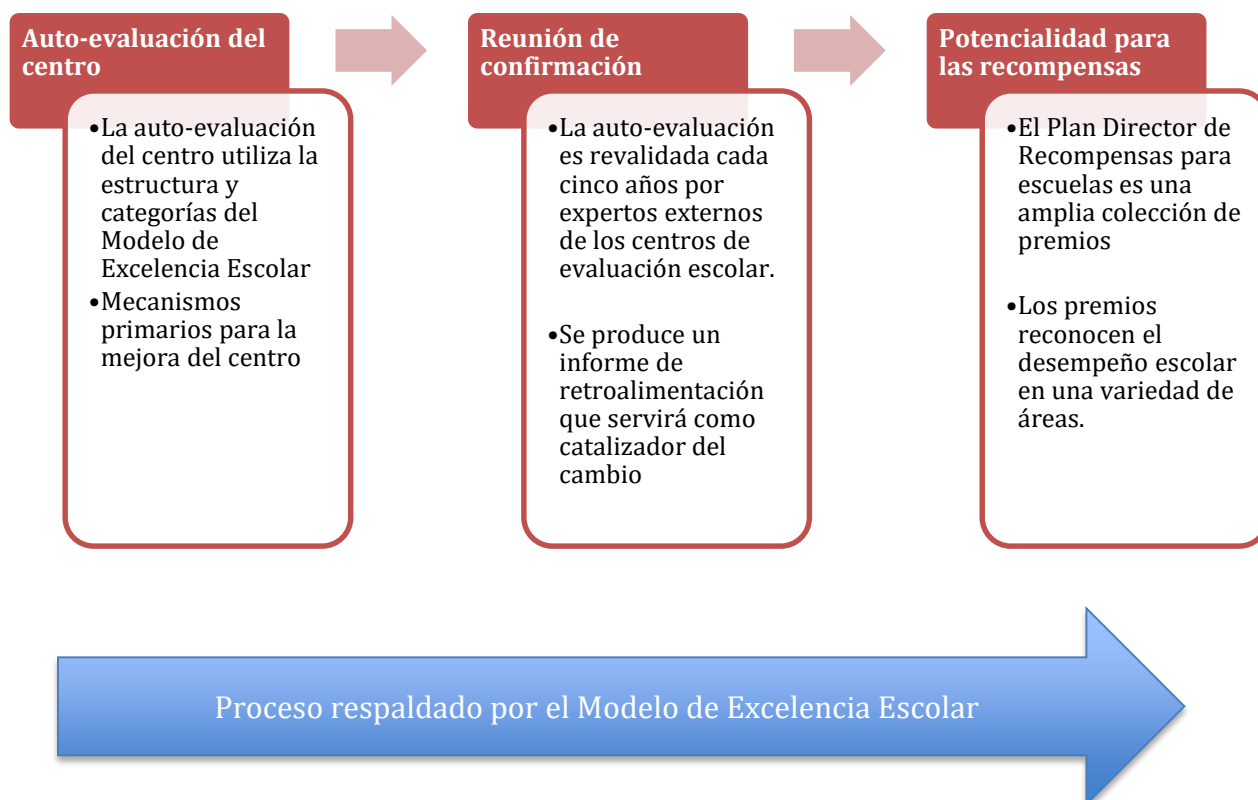 Auto-evaluación del
centro
•La auto-evaluación
del centro utiliza la
estructura y
categorías del
Modelo de
Excelencia Escolar
•Mecanismos
primarios para la
mejora del centro
Reunión de
confirmación
•La auto-evaluación
es revalidada cada
cinco años por
expertos externos
de los centros de
evaluación escolar.
•Se produce un
informe de
retroalimentación
que servirá como
catalizador del
cambio
Potencialidad para
las recompensas
•El Plan Director de
Recompensas para
escuelas es una
amplia colección de
premios
•Los premios
reconocen el
desempeño escolar
en una variedad de
áreas.
Proceso respaldado por el Modelo de Excelencia Escolar